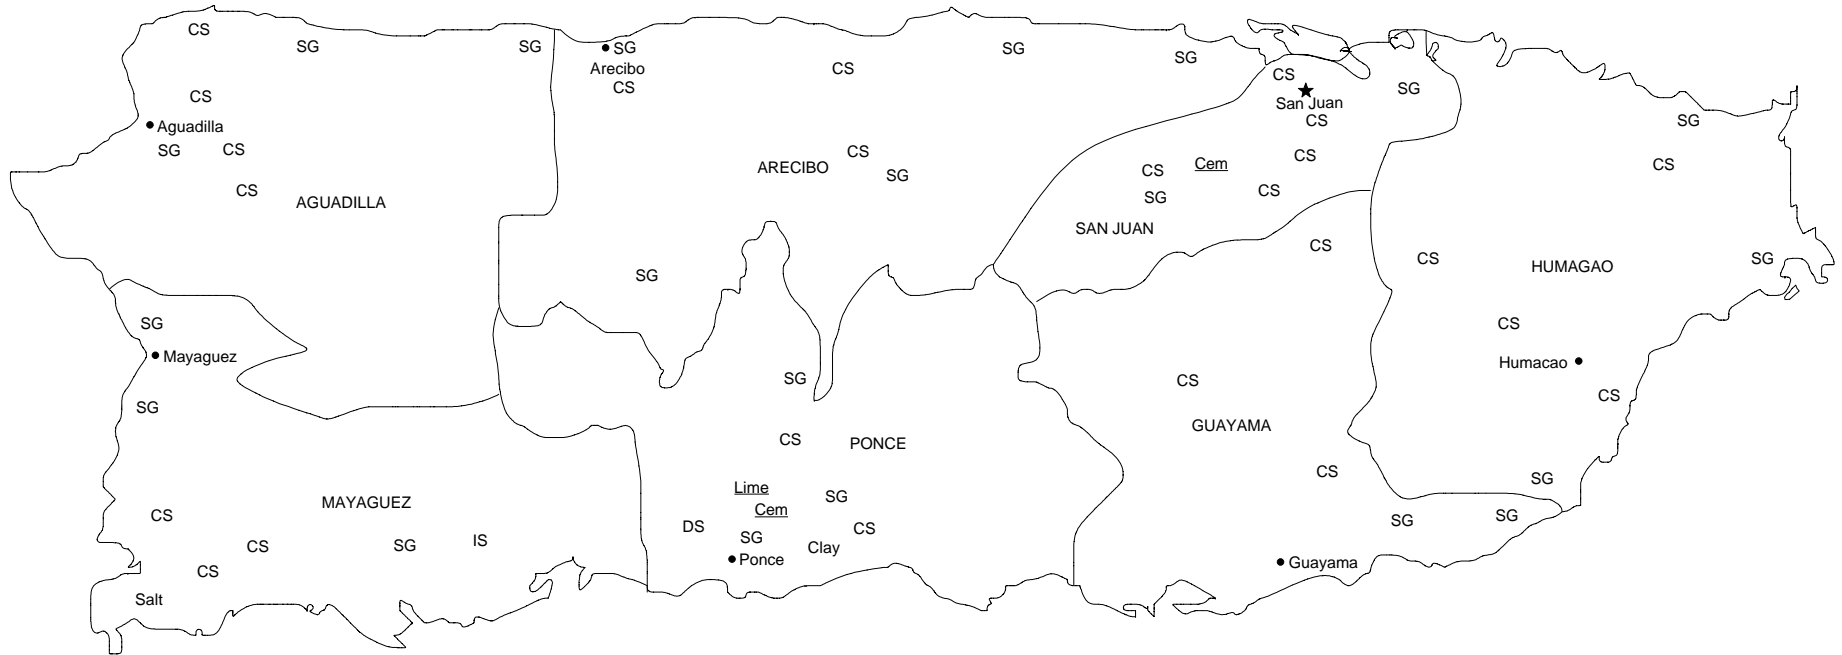 CS
SG
SG
SG
Arecibo
CS
CS
SG
SG
CS
San Juan
CS
SG
SG
CS
Aguadilla
SG
CS
CS
AGUADILLA
ARECIBO
CS
SG
CS
Cem
CS
SG
CS
SAN JUAN
CS
CS
HUMAGAO
SG
CS
SG
SG
Mayaguez
SG
CS
Humacao
CS
SG
CS
GUAYAMA
CS
PONCE
CS
SG
SG
SG
MAYAGUEZ
CS
CS
CS
SG
IS
Salt
Lime
Cem
SG
DS
SG
CS
Clay
Ponce
Guayama